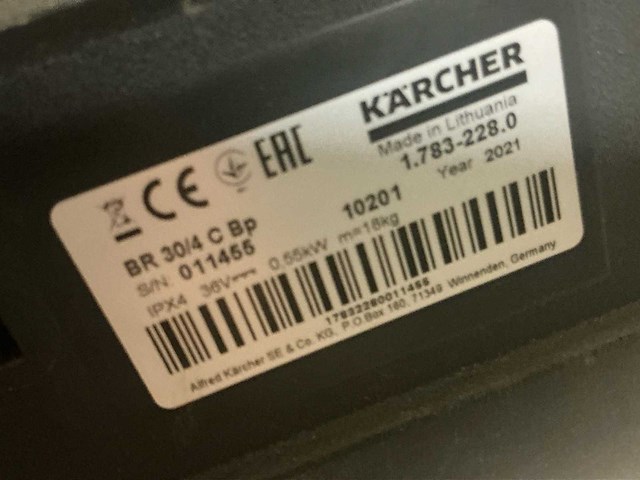 KÄRCHER
Made in Lithuania
1.783-228.0
Year 2021
CE EAC
BR 30/4 C Bp
10201
S/N: 011455
IPX4 36V 0.55kW m=18kg
17832280011455
Alfred Kärcher SE & Co. KG, P.O.Box 160, 71349 Winnenden, Germany